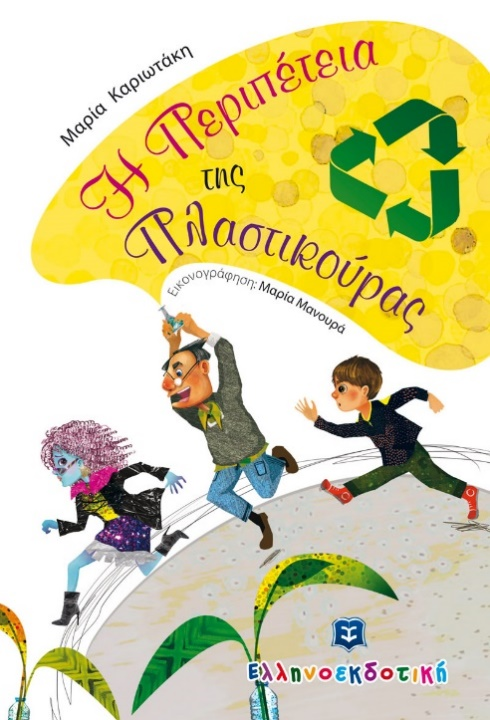 Μαρία Καριωτάκη
Η Περιπέτεια
της
Πλαστικούρας
Εικονογράφηση: Μαρία Μανουρά
Ελληνοεκδοτική